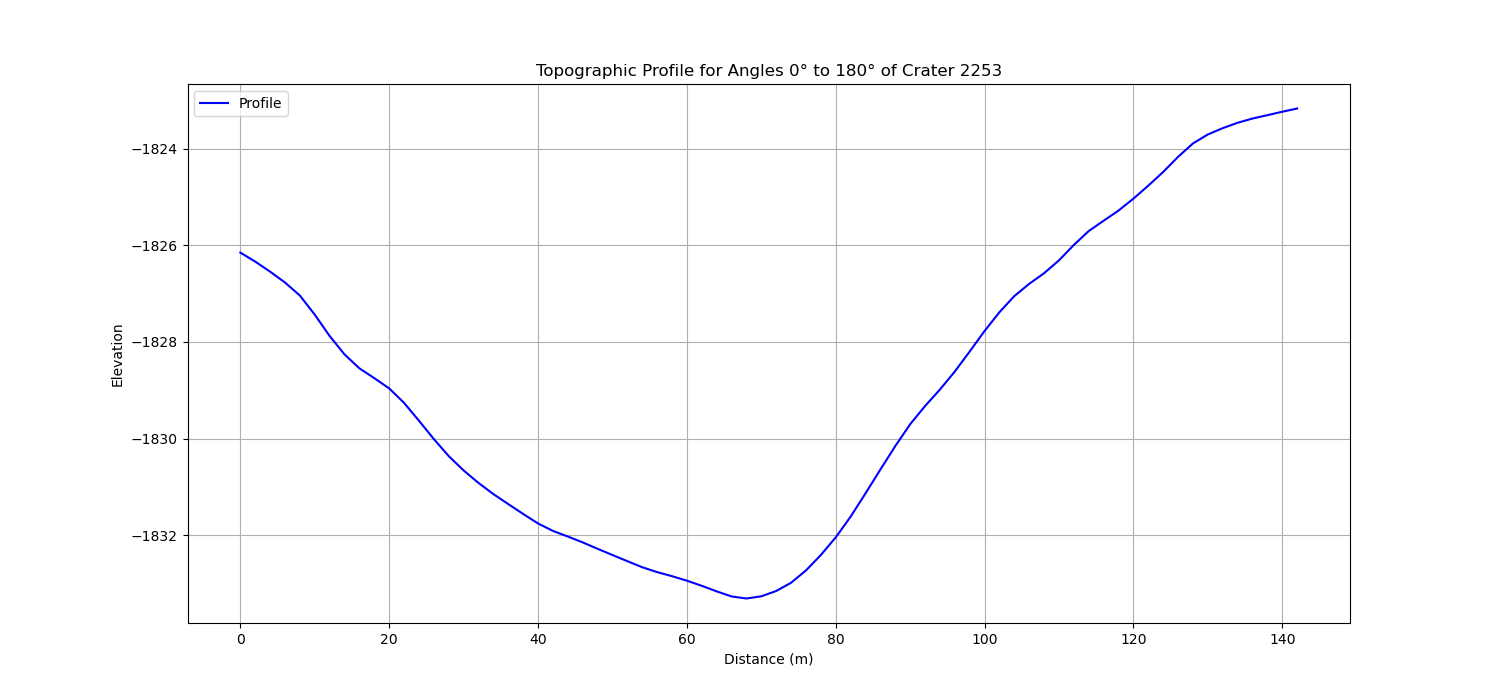 Topographic Profile for Angles 0° to 180° of Crater 2253
Profile
−1824
−1826
−1828
−1830
−1832
Elevation
0 20 40 60 80 100 120 140
Distance (m)